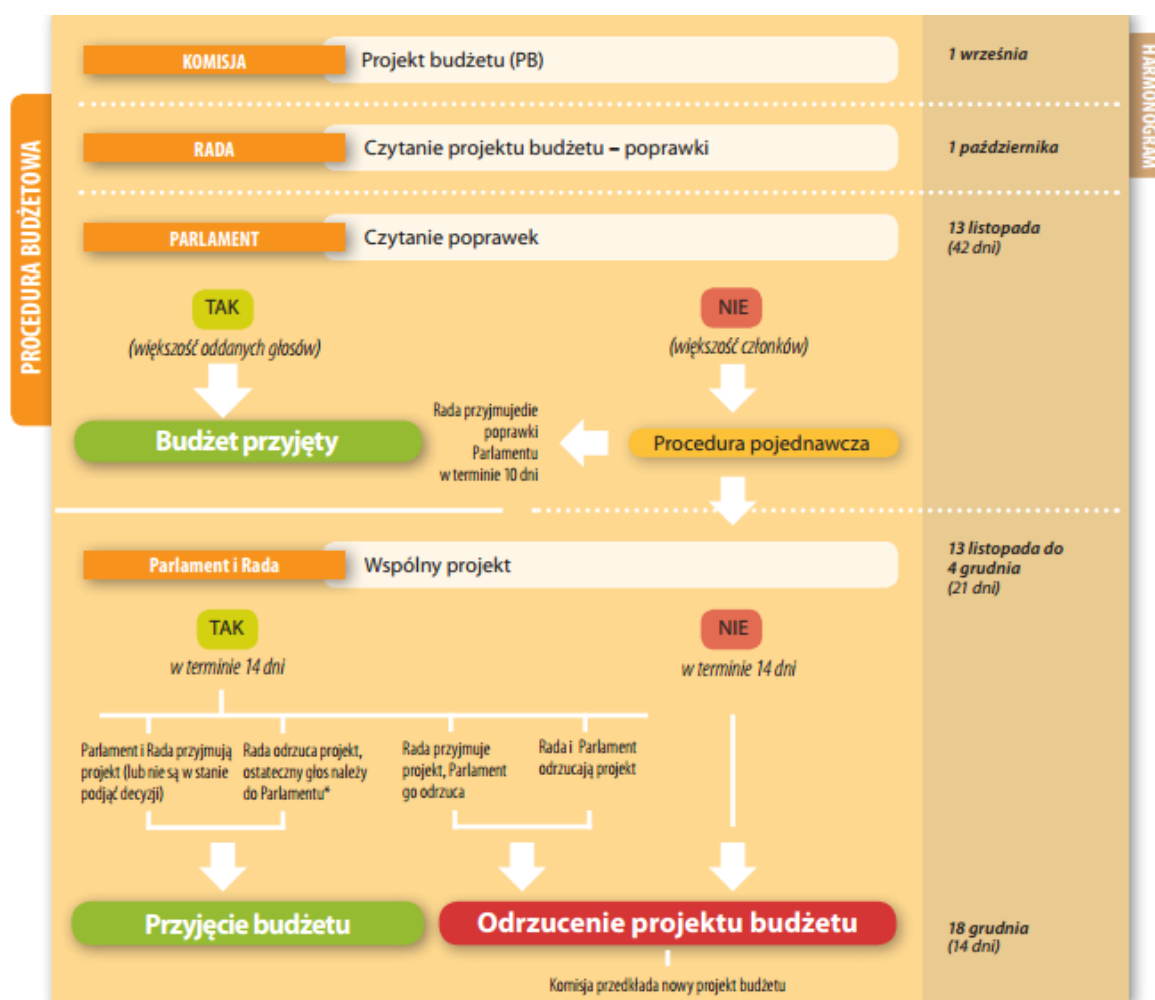 PROCEDURA BUDŻETOWA
HARMONOGRAM
KOMISJA
Projekt budżetu (PB)
1 września
RADA
Czytanie projektu budżetu – poprawki
1 października
PARLAMENT
Czytanie poprawek
13 listopada
(42 dni)
TAK
(większość oddanych głosów)
NIE
(większość członków)
Budżet przyjęty
Rada przyjmujedie
poprawki
Parlamentu
w terminie 10 dni
Procedura pojednawcza
Parlament i Rada
Wspólny projekt
13 listopada do
4 grudnia
(21 dni)
TAK
w terminie 14 dni
NIE
w terminie 14 dni
Parlament i Rada przyjmują
projekt (lub nie są w stanie
podjąć decyzji)
Rada odrzuca projekt,
ostateczny głos należy
do Parlamentu*
Rada przyjmuje
projekt, Parlament
go odrzuca
Rada i Parlament
odrzucają projekt
Przyjęcie budżetu
Odrzucenie projektu budżetu
18 grudnia
(14 dni)
Komisja przedkłada nowy projekt budżetu